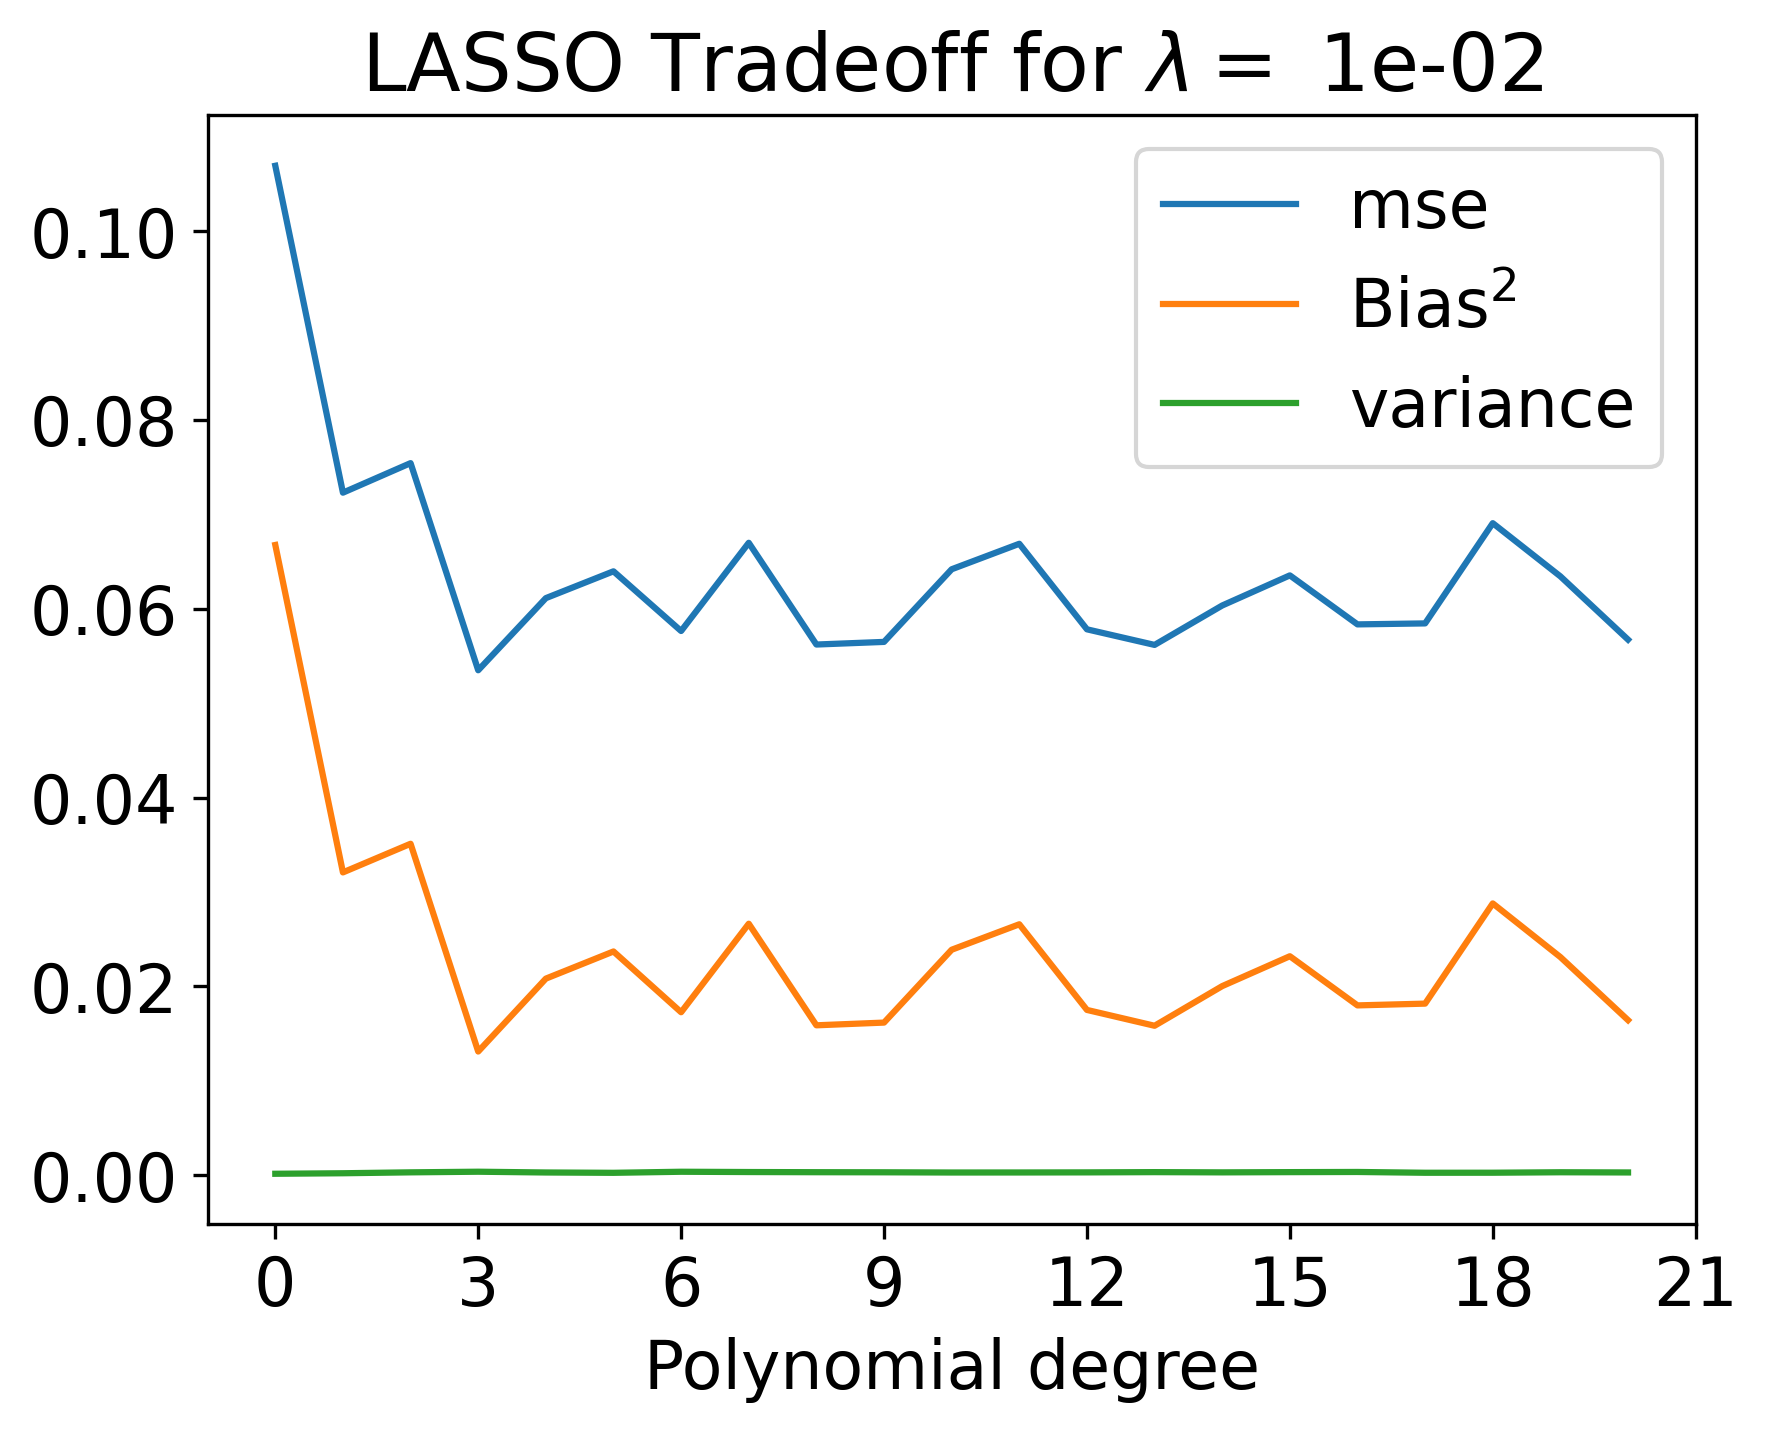 LASSO Tradeoff for λ = 1e-02
mse
Bias²
variance
0.10
0.08
0.06
0.04
0.02
0.00
0 3 6 9 12 15 18 21
Polynomial degree